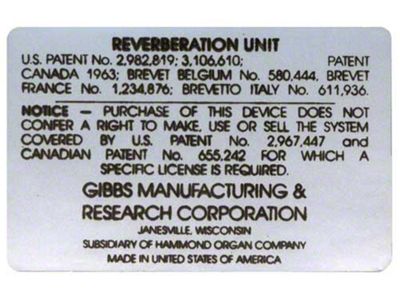 REVERBERATION UNIT
U.S. PATENT No. 2,982,819; 3,106,610; PATENT
CANADA 1963; BREVET BELGIUM No. 580,444, BREVET
FRANCE No. 1,234,876; BREVETTO ITALY No. 611,936.
NOTICE — PURCHASE OF THIS DEVICE DOES NOT
CONFER A RIGHT TO MAKE, USE OR SELL THE SYSTEM
COVERED BY U.S. PATENT No. 2,967,447 and
CANADIAN PATENT No. 655,242 FOR WHICH A
SPECIFIC LICENSE IS REQUIRED.
GIBBS MANUFACTURING &
RESEARCH CORPORATION
JANESVILLE, WISCONSIN
SUBSIDIARY OF HAMMOND ORGAN COMPANY
MADE IN UNITED STATES OF AMERICA